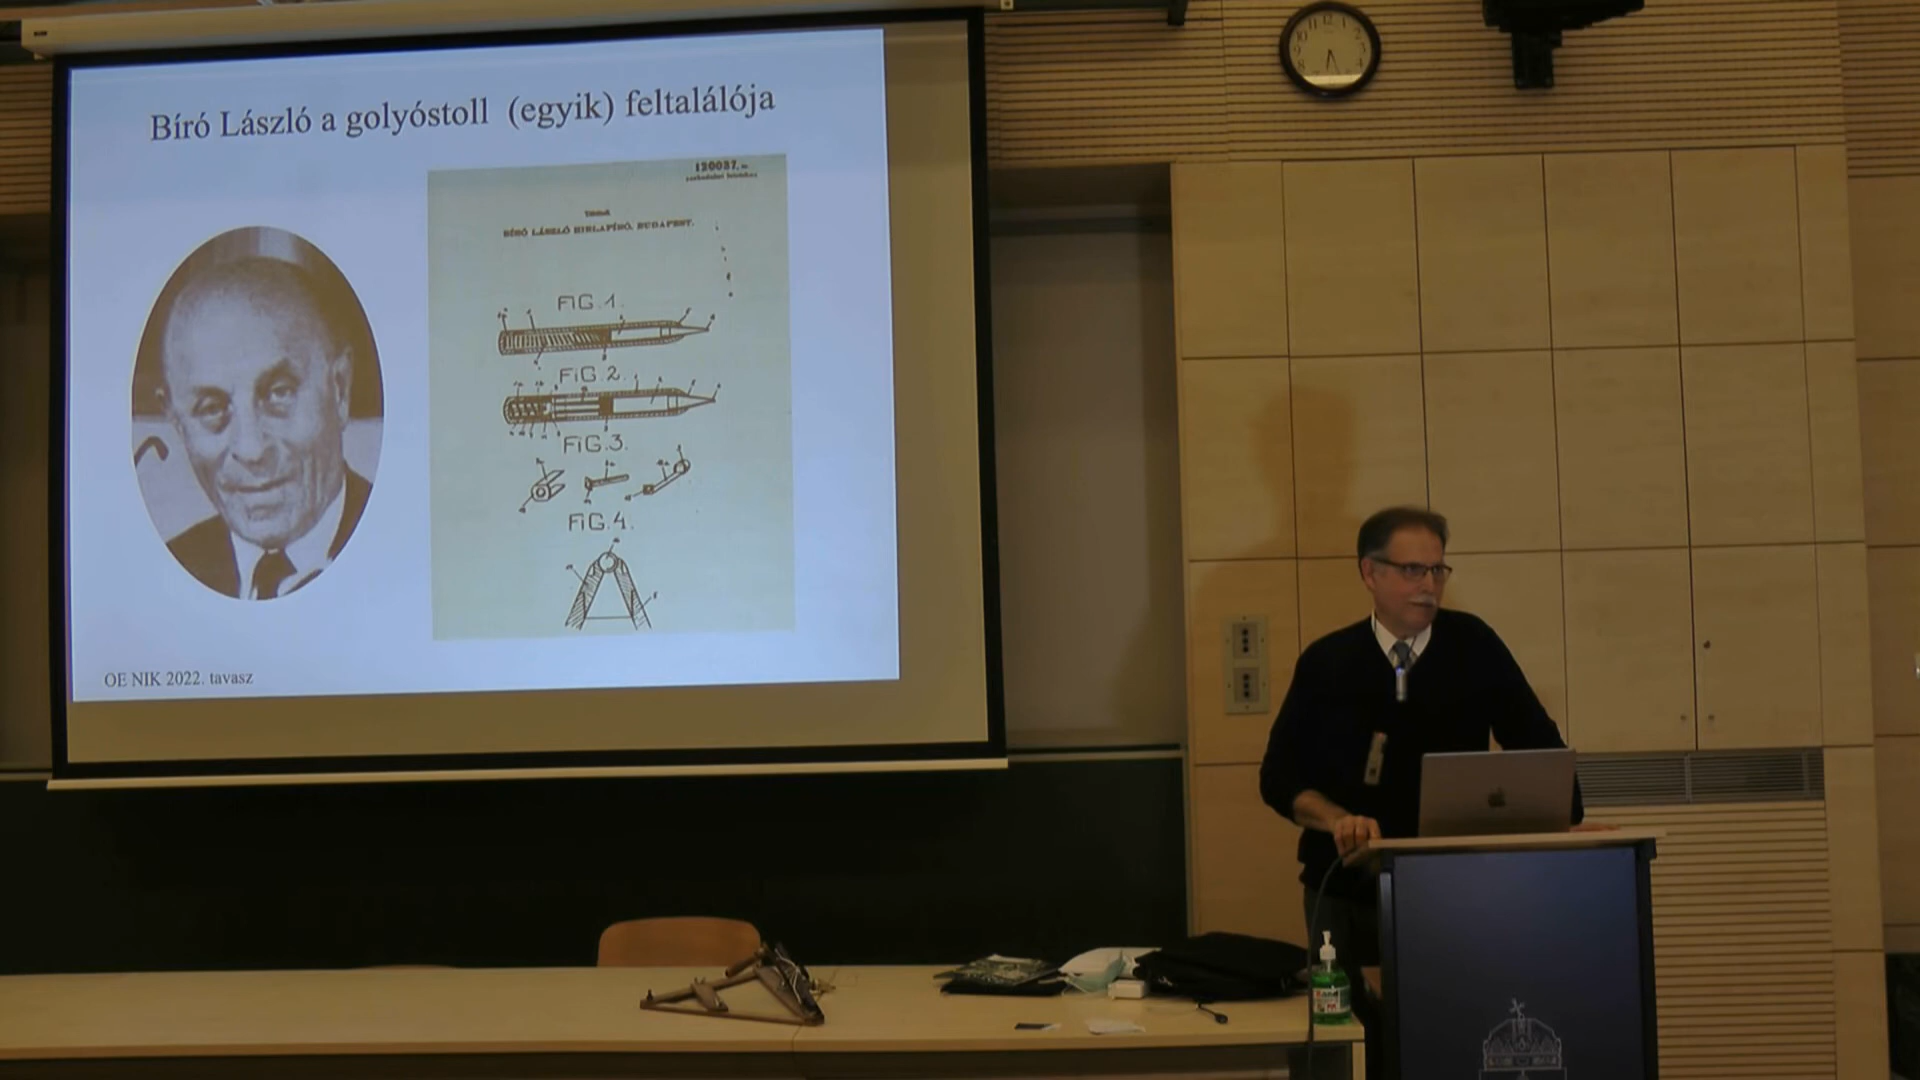 Bíró László a golyóstoll (egyik) feltalálója
120037.
BÍRÓ LÁSZLÓ HIRLAPÍRÓ, BUDAPEST.
FIG.1.
FIG.2.
FIG.3.
FIG.4.
OE NIK 2022. tavasz